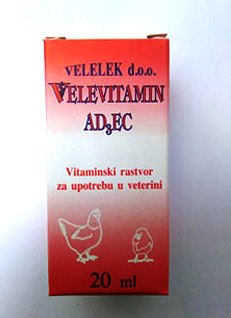 VELELEK d.o.o.
VELEVITAMIN
AD₃EC
Vitaminski rastvor
za upotrebu u veterini
20 ml